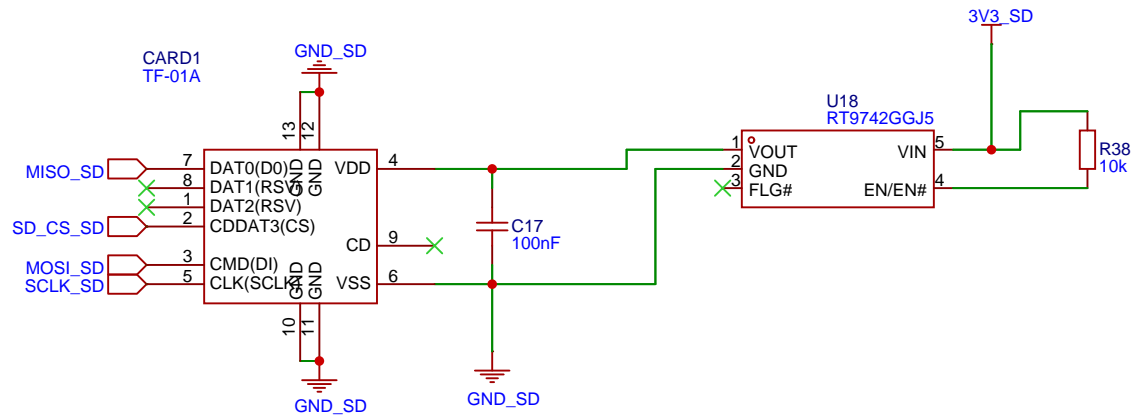 3V3_SD
GND_SD
CARD1
TF-01A
U18
RT9742GGJ5
13
12
GND
GND
MISO_SD
7
DAT0(D0)
VDD
4
8
DAT1(RSV)
1
DAT2(RSV)
SD_CS_SD
2
CDDAT3(CS)
CD
9
MOSI_SD
3
CMD(DI)
SCLK_SD
5
CLK(SCLK)
VSS
6
GND
GND
10
11
GND_SD
C17
100nF
GND_SD
1
VOUT
VIN
5
2
GND
3
FLG#
EN/EN#
4
R38
10k